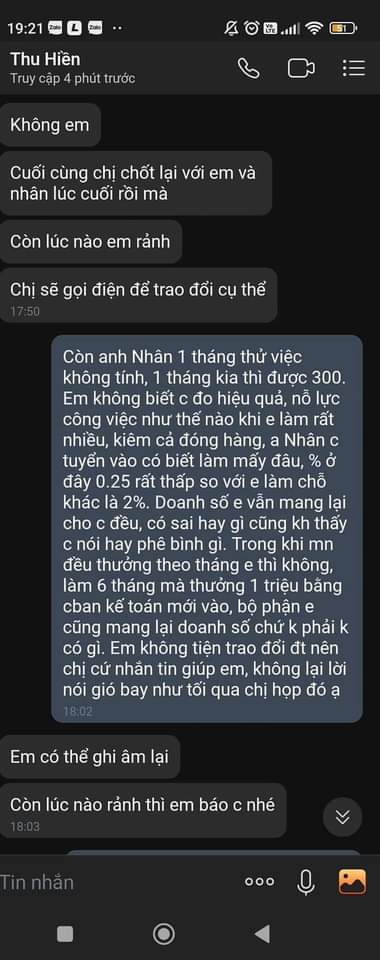 19:21 Zalo L Zalo
Vo LTE 51
Thu Hiền
Truy cập 4 phút trước
Không em
Cuối cùng chị chốt lại với em và
nhân lúc cuối rồi mà
Còn lúc nào em rảnh
Chị sẽ gọi điện để trao đổi cụ thể
17:50
Còn anh Nhân 1 tháng thử việc
không tính, 1 tháng kia thì được 300.
Em không biết c đo hiệu quả, nỗ lực
công việc như thế nào khi e làm rất
nhiều, kiêm cả đóng hàng, a Nhân c
tuyển vào có biết làm mấy đâu, % ở
đây 0.25 rất thấp so với e làm chỗ
khác là 2%. Doanh số e vẫn mang lại
cho c đều, có sai hay gì cũng kh thấy
c nói hay phê bình gì. Trong khi mn
đều thưởng theo tháng e thì không,
làm 6 tháng mà thưởng 1 triệu bằng
cban kế toán mới vào, bộ phận e
cũng mang lại doanh số chứ k phải k
có gì. Em không tiện trao đổi đt nên
chị cứ nhắn tin giúp em, không lại lời
nói gió bay như tối qua chị họp đó ạ
18:02
Em có thể ghi âm lại
Còn lúc nào rảnh thì em báo c nhé
18:03
Tin nhắn